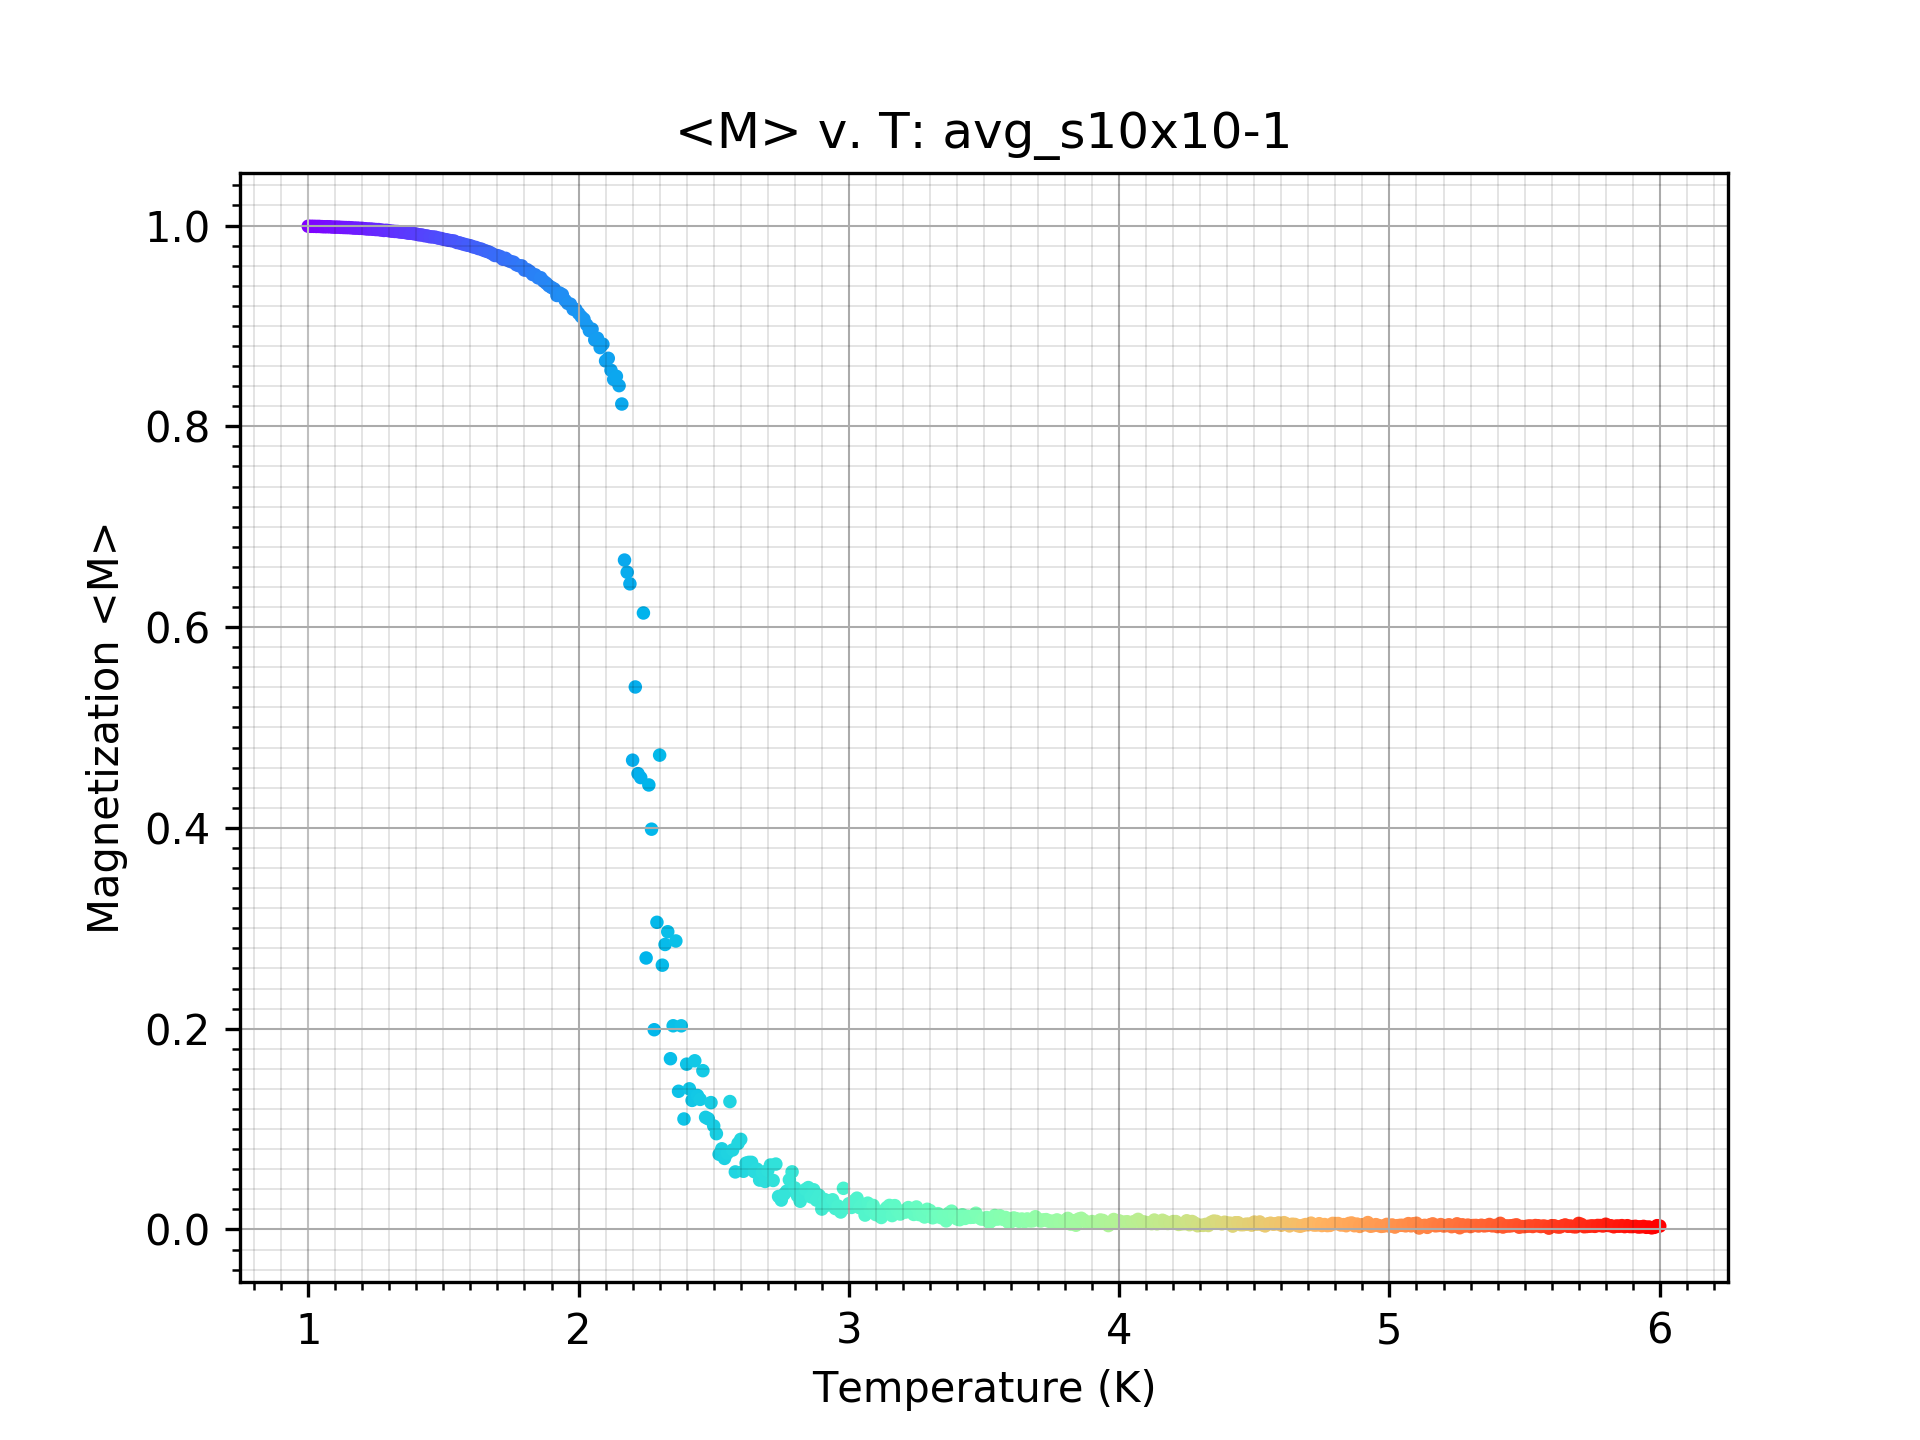 <M> v. T: avg_s10x10-1
Magnetization <M>
1.0
0.8
0.6
0.4
0.2
0.0
1 2 3 4 5 6
Temperature (K)